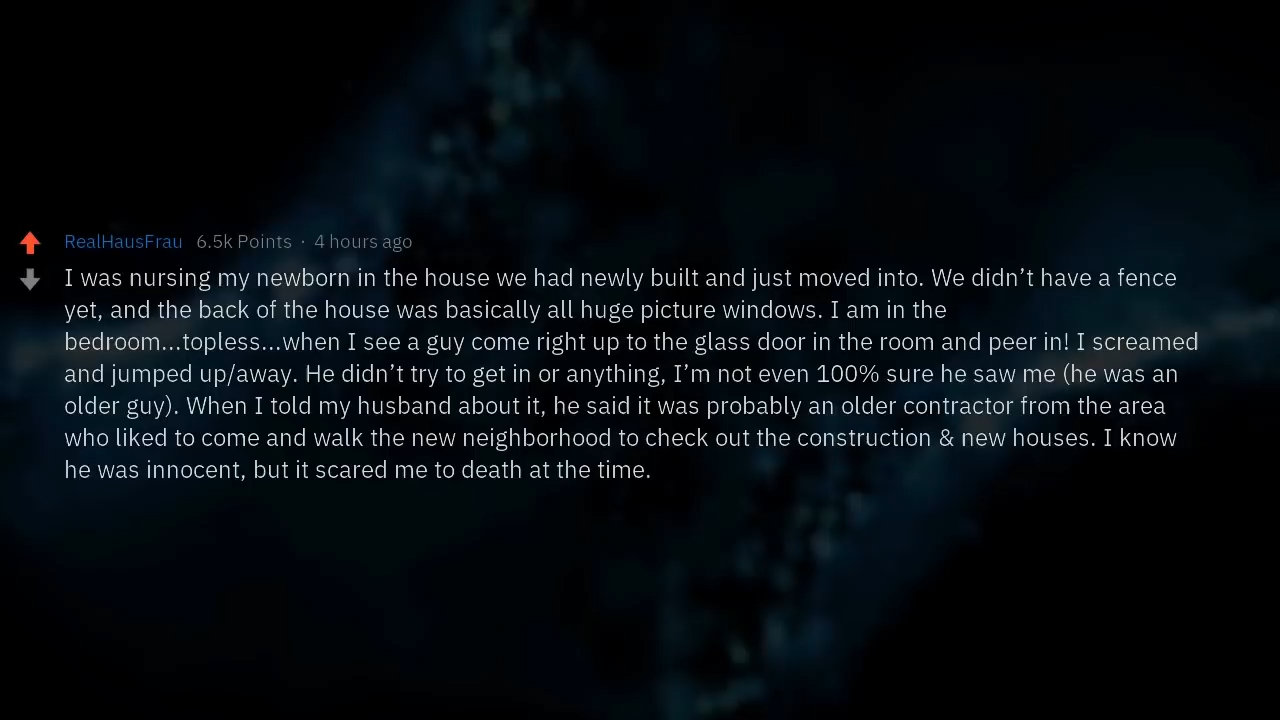 RealHausFrau 6.5k Points · 4 hours ago
I was nursing my newborn in the house we had newly built and just moved into. We didn’t have a fence
yet, and the back of the house was basically all huge picture windows. I am in the
bedroom...topless...when I see a guy come right up to the glass door in the room and peer in! I screamed
and jumped up/away. He didn’t try to get in or anything, I’m not even 100% sure he saw me (he was an
older guy). When I told my husband about it, he said it was probably an older contractor from the area
who liked to come and walk the new neighborhood to check out the construction & new houses. I know
he was innocent, but it scared me to death at the time.